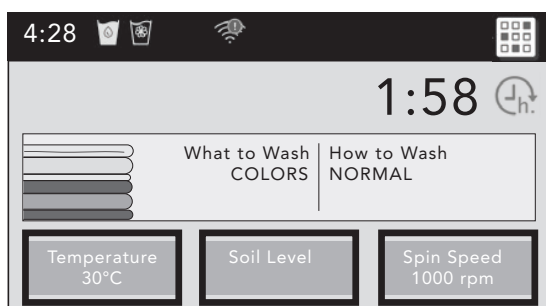 4:28
1:58 h.
What to Wash
COLORS
How to Wash
NORMAL
Temperature
30°C
Soil Level
Spin Speed
1000 rpm